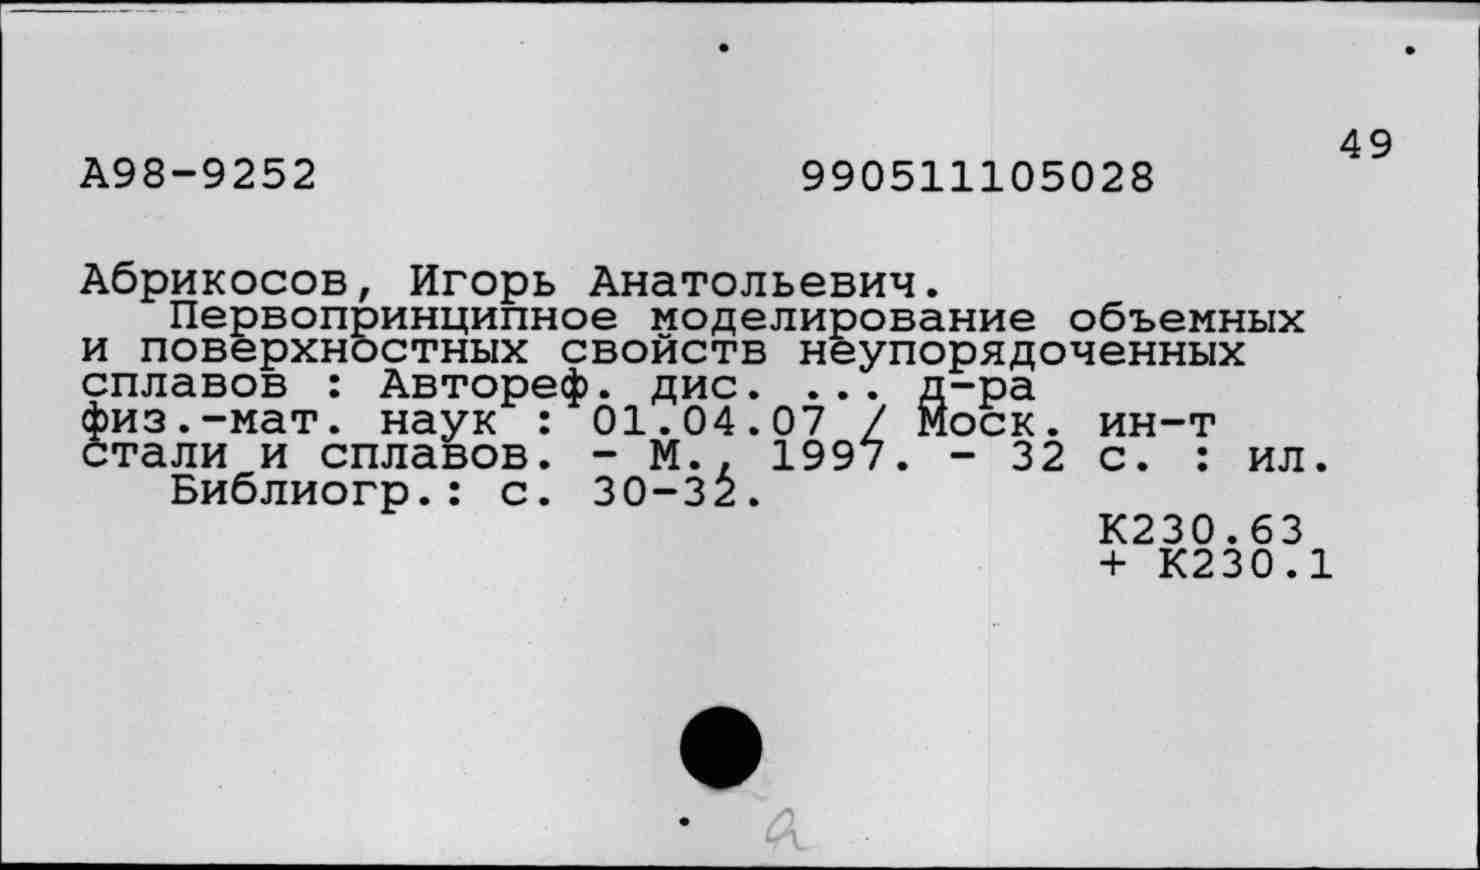 49
А98-9252 990511105028
Абрикосов, Игорь Анатольевич.
Первопринципное моделирование объемных
и поверхностных свойств неупорядоченных
сплавов : Автореф. дис. ... д-ра
физ.-мат. наук : 01.04.07 / Моск. ин-т
стали и сплавов. - М., 1997. - 32 с. : ил.
Библиогр.: с. 30-32.
К230.63
+ К230.1
а